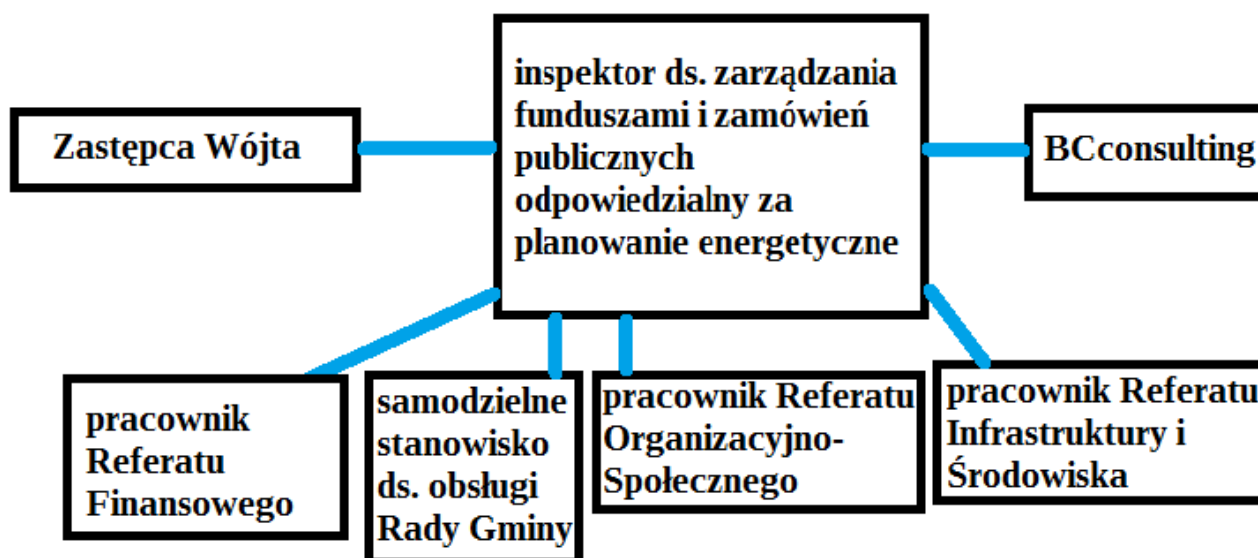 inspektor ds. zarządzania
funduszami i zamówień
publicznych
odpowiedzialny za
planowanie energetyczne
Zastępca Wójta
BCconsulting
pracownik
Referatu
Finansowego
samodzielne
stanowisko
ds. obsługi
Rady Gminy
pracownik Referatu
Organizacyjno-
Społecznego
pracownik Referatu
Infrastruktury i
Środowiska